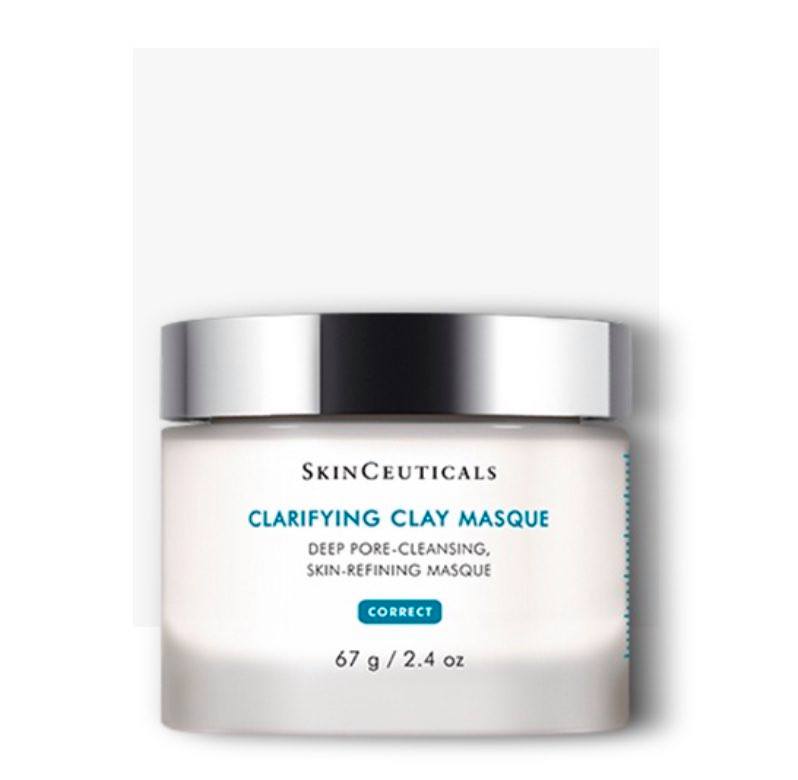 SKINCEUTICALS
CLARIFYING CLAY MASQUE
DEEP PORE-CLEANSING,
SKIN-REFINING MASQUE
CORRECT
67 g / 2.4 oz